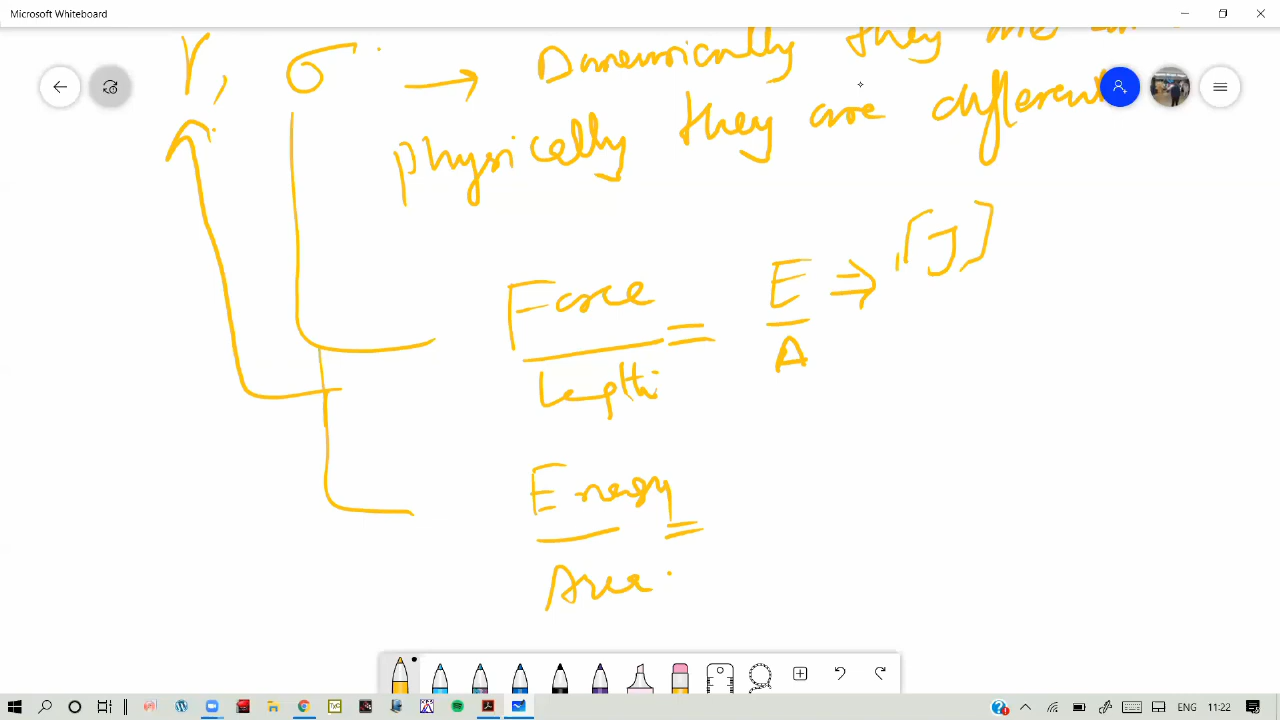 Microsoft Whiteboard
γ, σ → Dimensionally they are
physically they are different
Force/Length = E/A ⇒ [J]
Energy/Area =
ENG 11:22